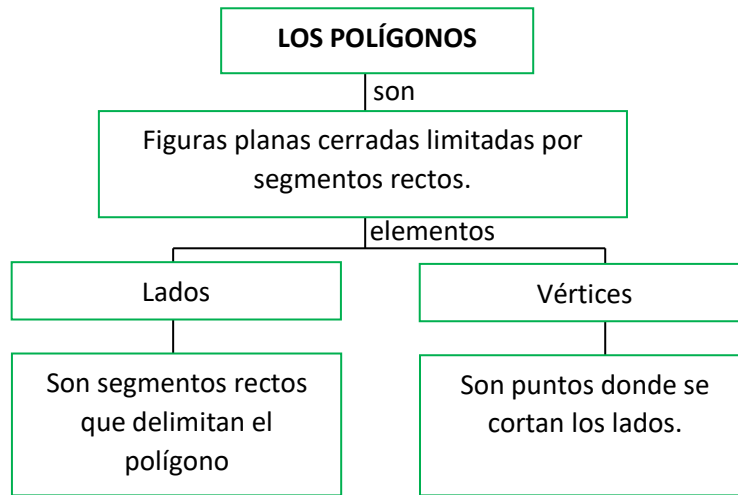 LOS POLÍGONOS
son
Figuras planas cerradas limitadas por
segmentos rectos.
elementos
Lados
Vértices
Son segmentos rectos
que delimitan el
polígono
Son puntos donde se
cortan los lados.